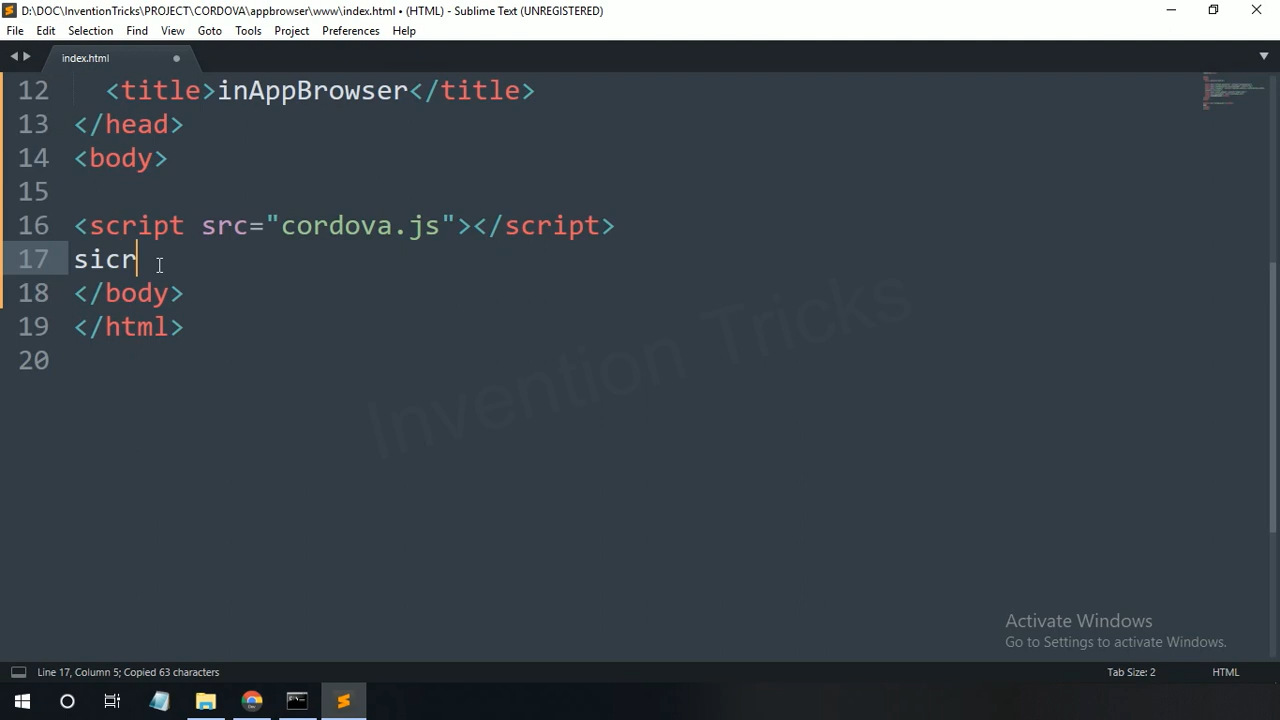 D:\DOC\InventionTricks\PROJECT\CORDOVA\appbrowser\www\index.html • (HTML) - Sublime Text (UNREGISTERED)
File Edit Selection Find View Goto Tools Project Preferences Help
index.html
12 <title>inAppBrowser</title>
13 </head>
14 <body>
15
16 <script src="cordova.js"></script>
17 sicr
18 </body>
19 </html>
20
Invention Tricks
Activate Windows
Go to Settings to activate Windows.
Line 17, Column 5; Copied 63 characters Tab Size: 2 HTML